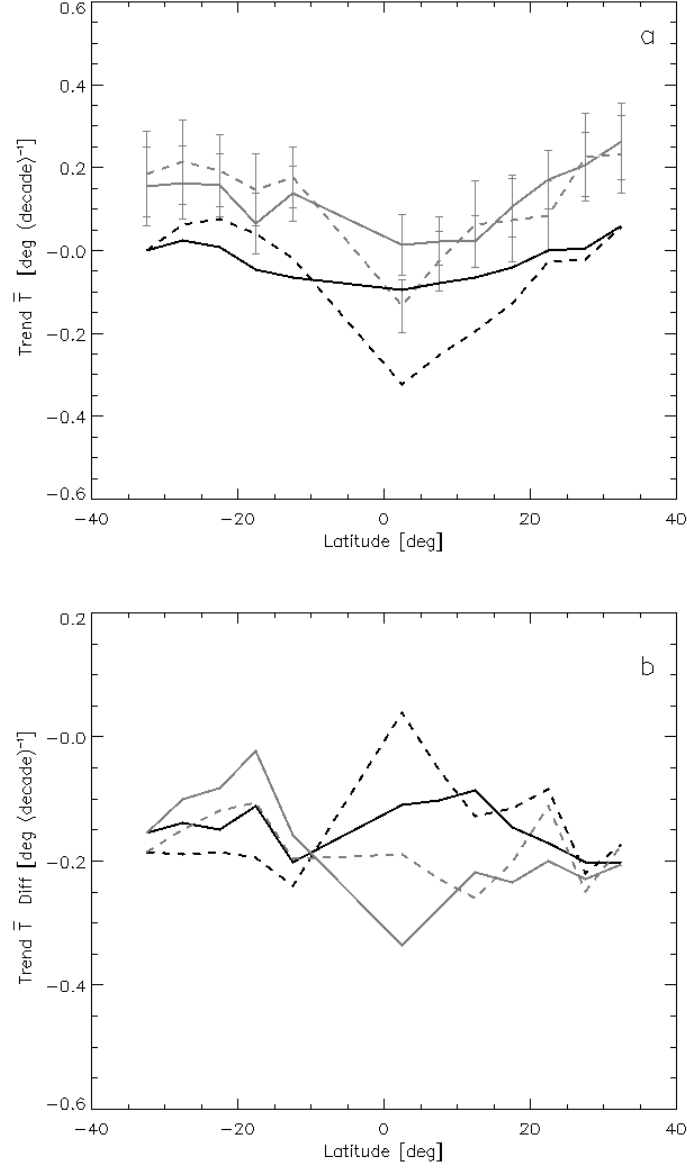 a
0.6
0.4
0.2
-0.0
-0.2
-0.4
-0.6
Trend T̅ [deg (decade)⁻¹]
-40 -20 0 20 40
Latitude [deg]
b
0.2
-0.0
-0.2
-0.4
-0.6
Trend T̅ Diff [deg (decade)⁻¹]
-40 -20 0 20 40
Latitude [deg]